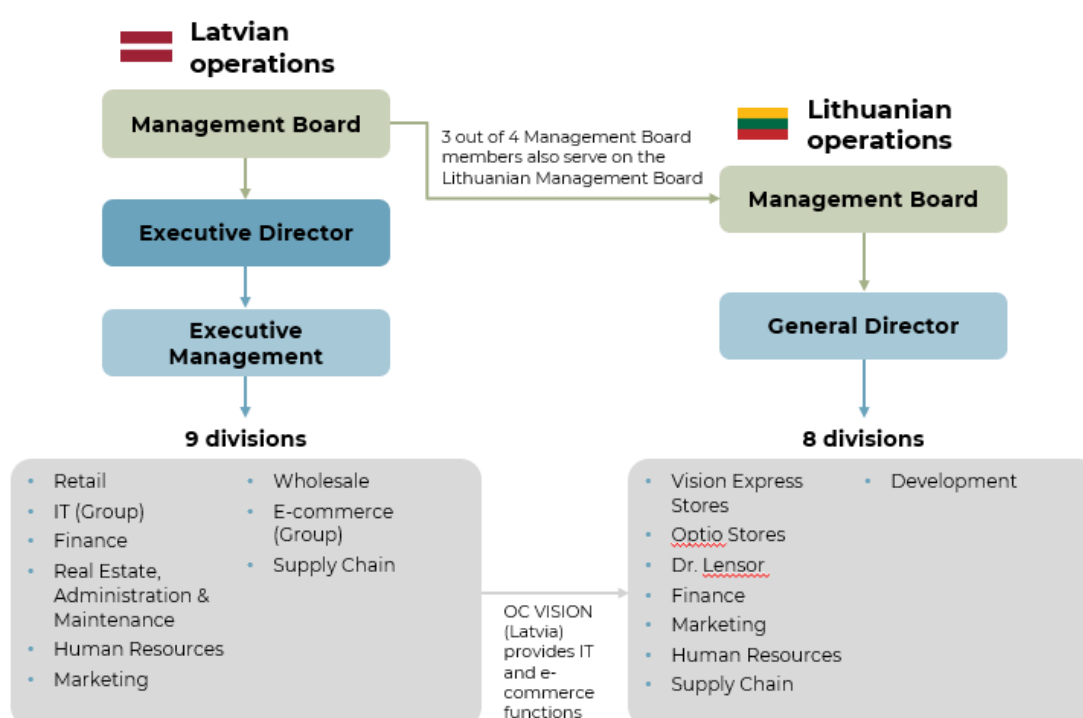 Latvian
operations
Management Board
Executive Director
Executive
Management
9 divisions
• Retail
• IT (Group)
• Finance
• Real Estate,
Administration &
Maintenance
• Human Resources
• Marketing
• Wholesale
• E-commerce
(Group)
• Supply Chain
3 out of 4 Management Board
members also serve on the
Lithuanian Management Board
OC VISION
(Latvia)
provides IT
and e-
commerce
functions
Lithuanian
operations
Management Board
General Director
8 divisions
• Vision Express
Stores
• Optio Stores
• Dr. Lensor
• Finance
• Marketing
• Human Resources
• Supply Chain
• Development